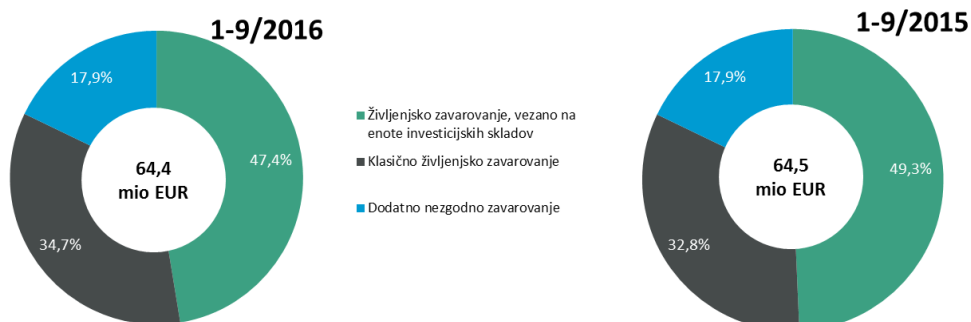 1-9/2016
17,9%
47,4%
34,7%
64,4
mio EUR
Življenjsko zavarovanje, vezano na
enote investicijskih skladov
Klasično življenjsko zavarovanje
Dodatno nezgodno zavarovanje
1-9/2015
17,9%
49,3%
32,8%
64,5
mio EUR